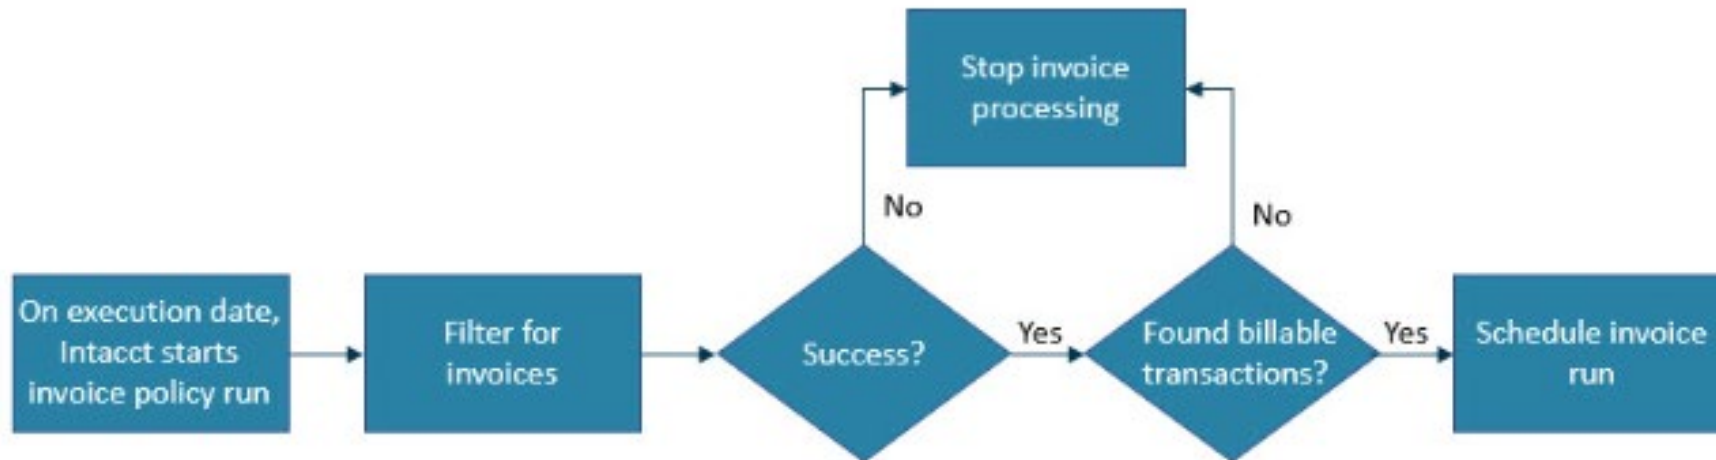 Stop invoice
processing
No
No
On execution date,
Intacct starts
invoice policy run
Filter for
invoices
Success?
Yes
Found billable
transactions?
Yes
Schedule invoice
run